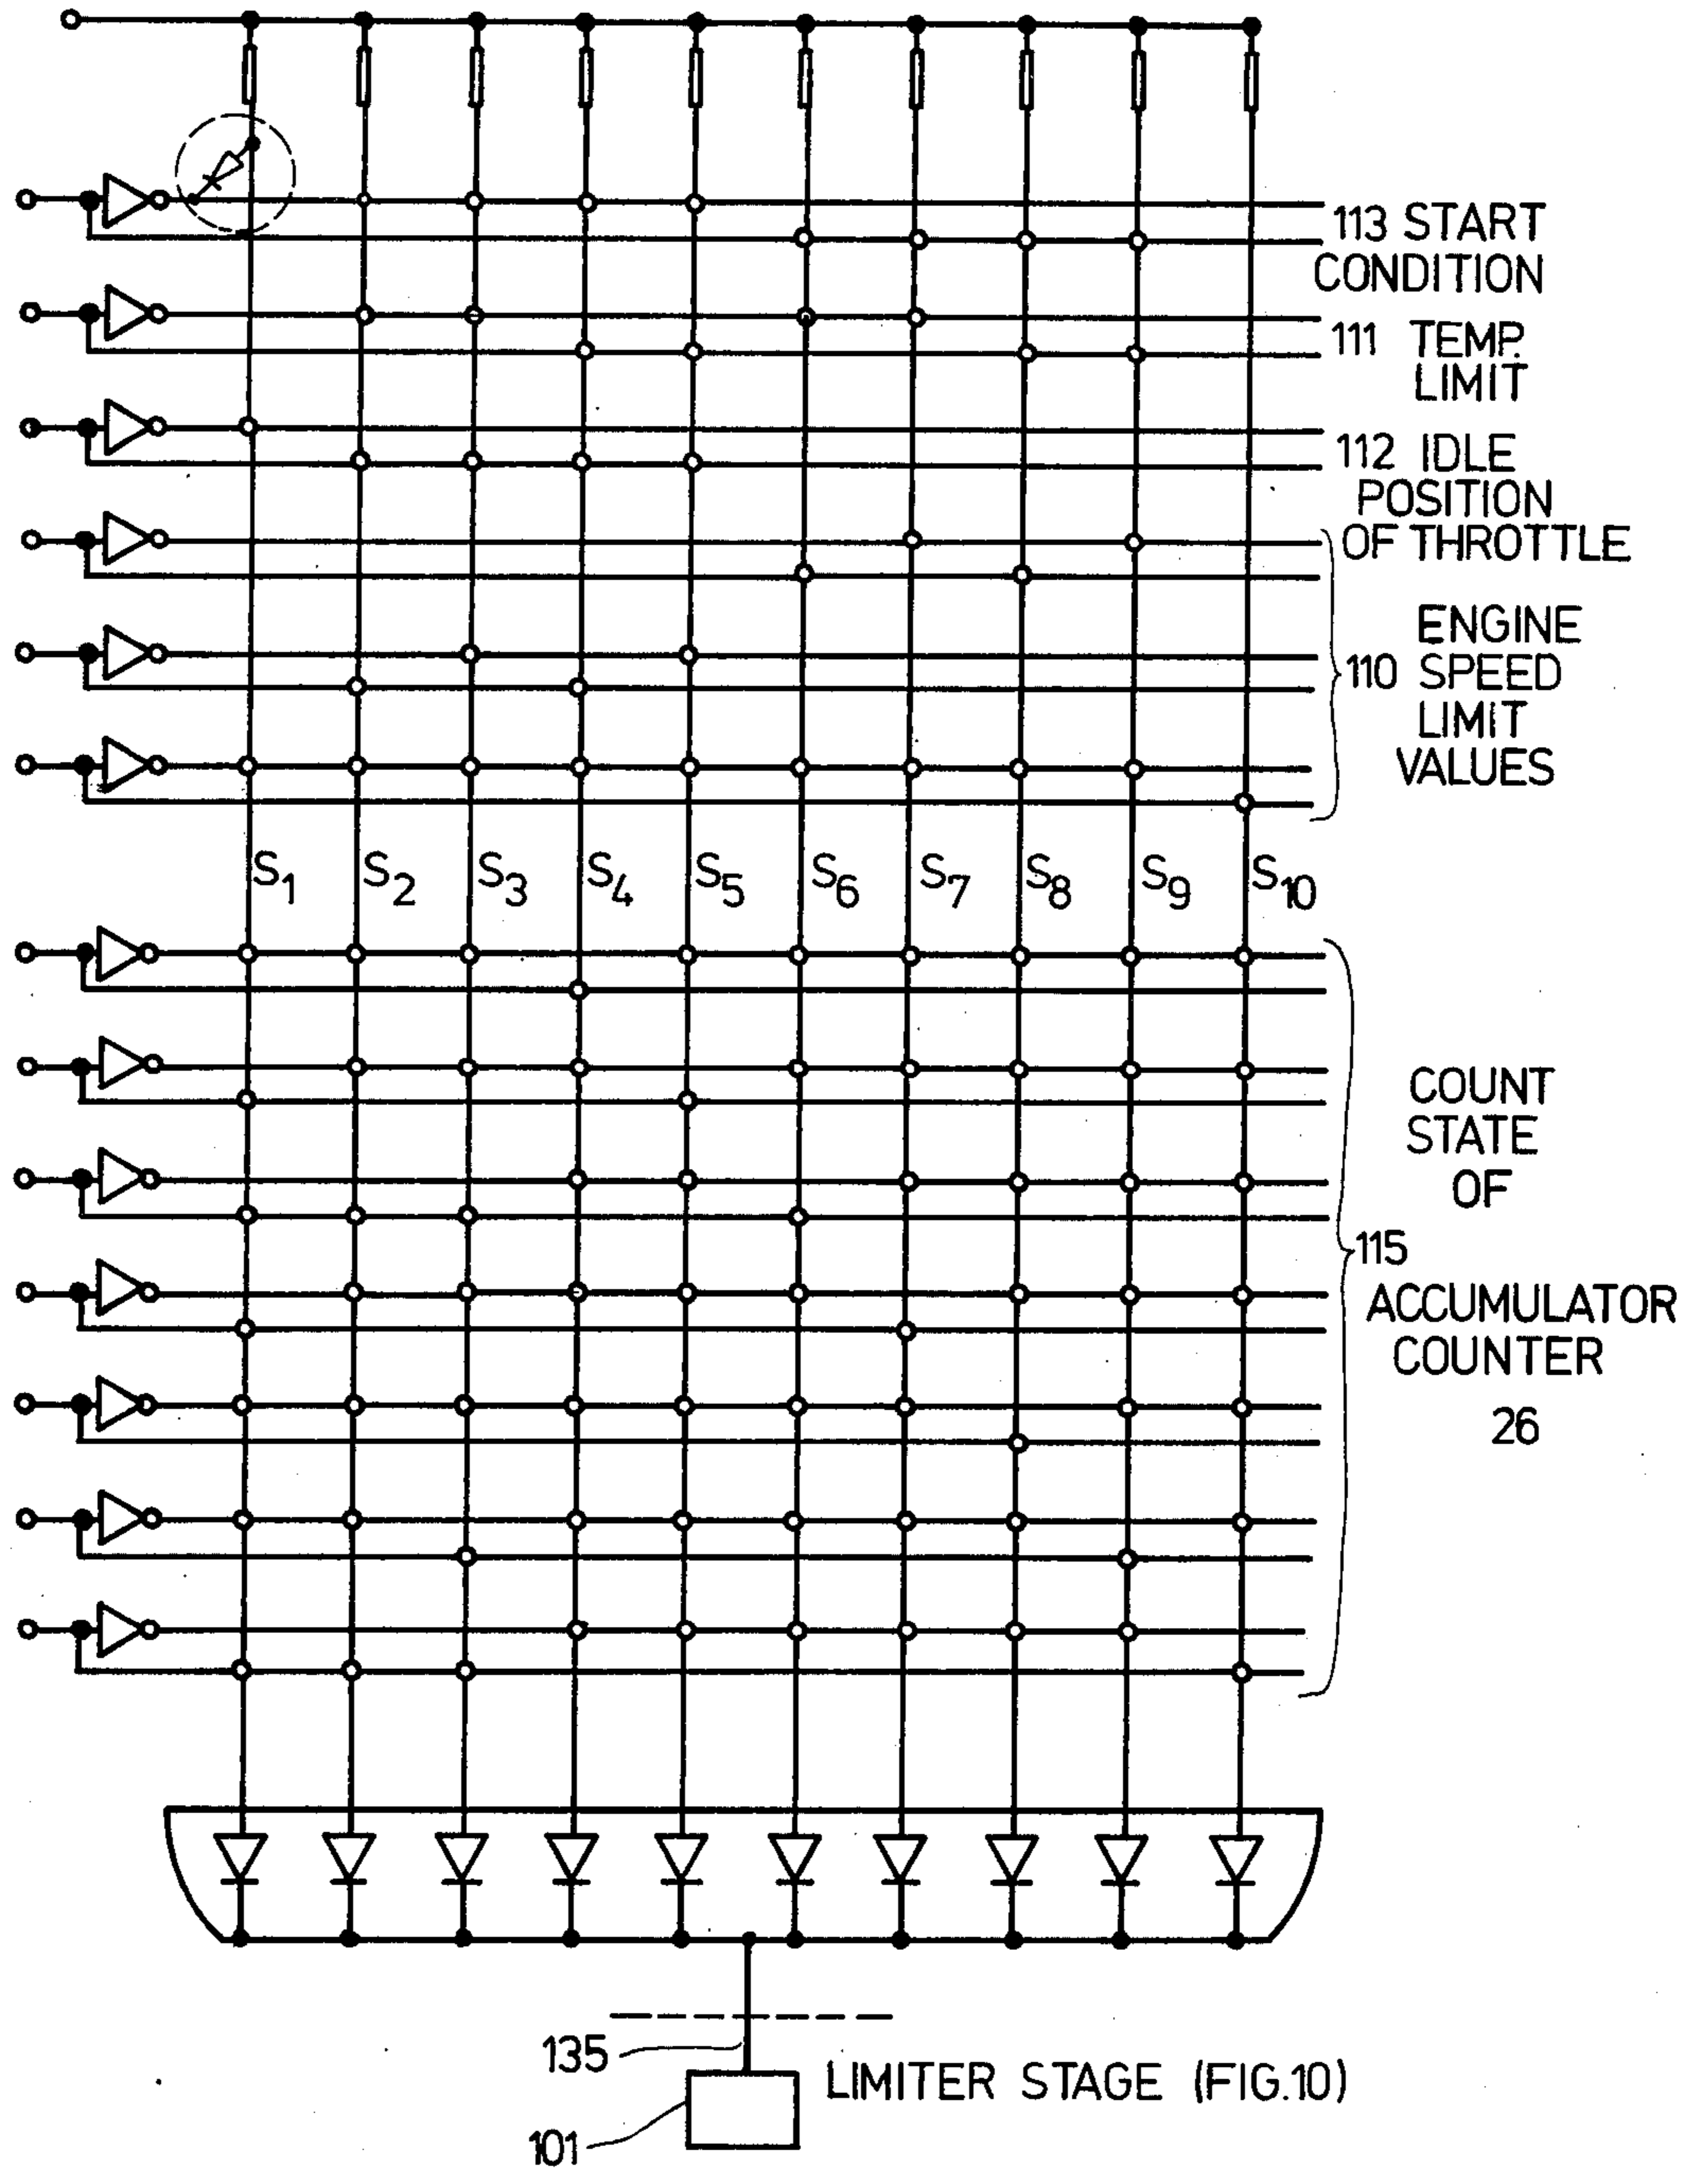 113 START
CONDITION
111 TEMP.
LIMIT
112 IDLE
POSITION
OF THROTTLE
ENGINE
110 SPEED
LIMIT
VALUES
S1 S2 S3 S4 S5 S6 S7 S8 S9 S10
COUNT
STATE
OF
115
ACCUMULATOR
COUNTER
26
135
LIMITER STAGE (FIG.10)
101